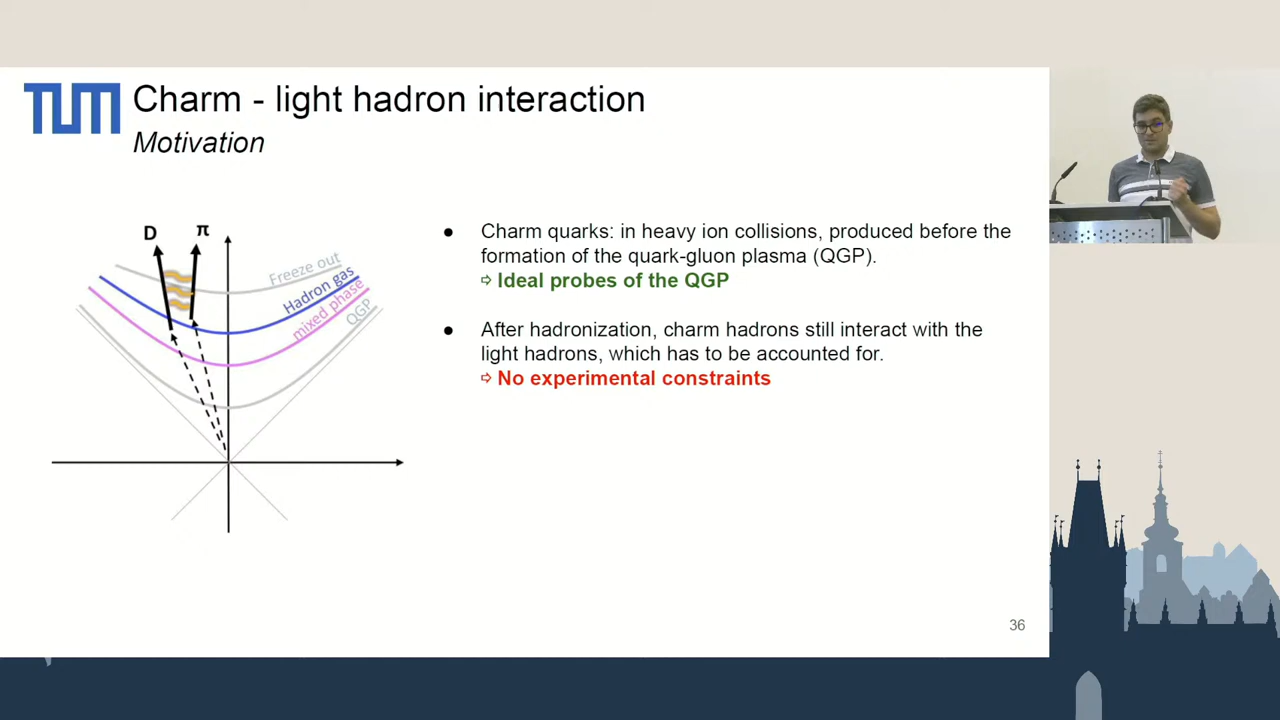 TUM
Charm - light hadron interaction
Motivation
D
π
Freeze out
Hadron gas
mixed phase
QGP
● Charm quarks: in heavy ion collisions, produced before the
formation of the quark-gluon plasma (QGP).
⇨ Ideal probes of the QGP
● After hadronization, charm hadrons still interact with the
light hadrons, which has to be accounted for.
⇨ No experimental constraints
36